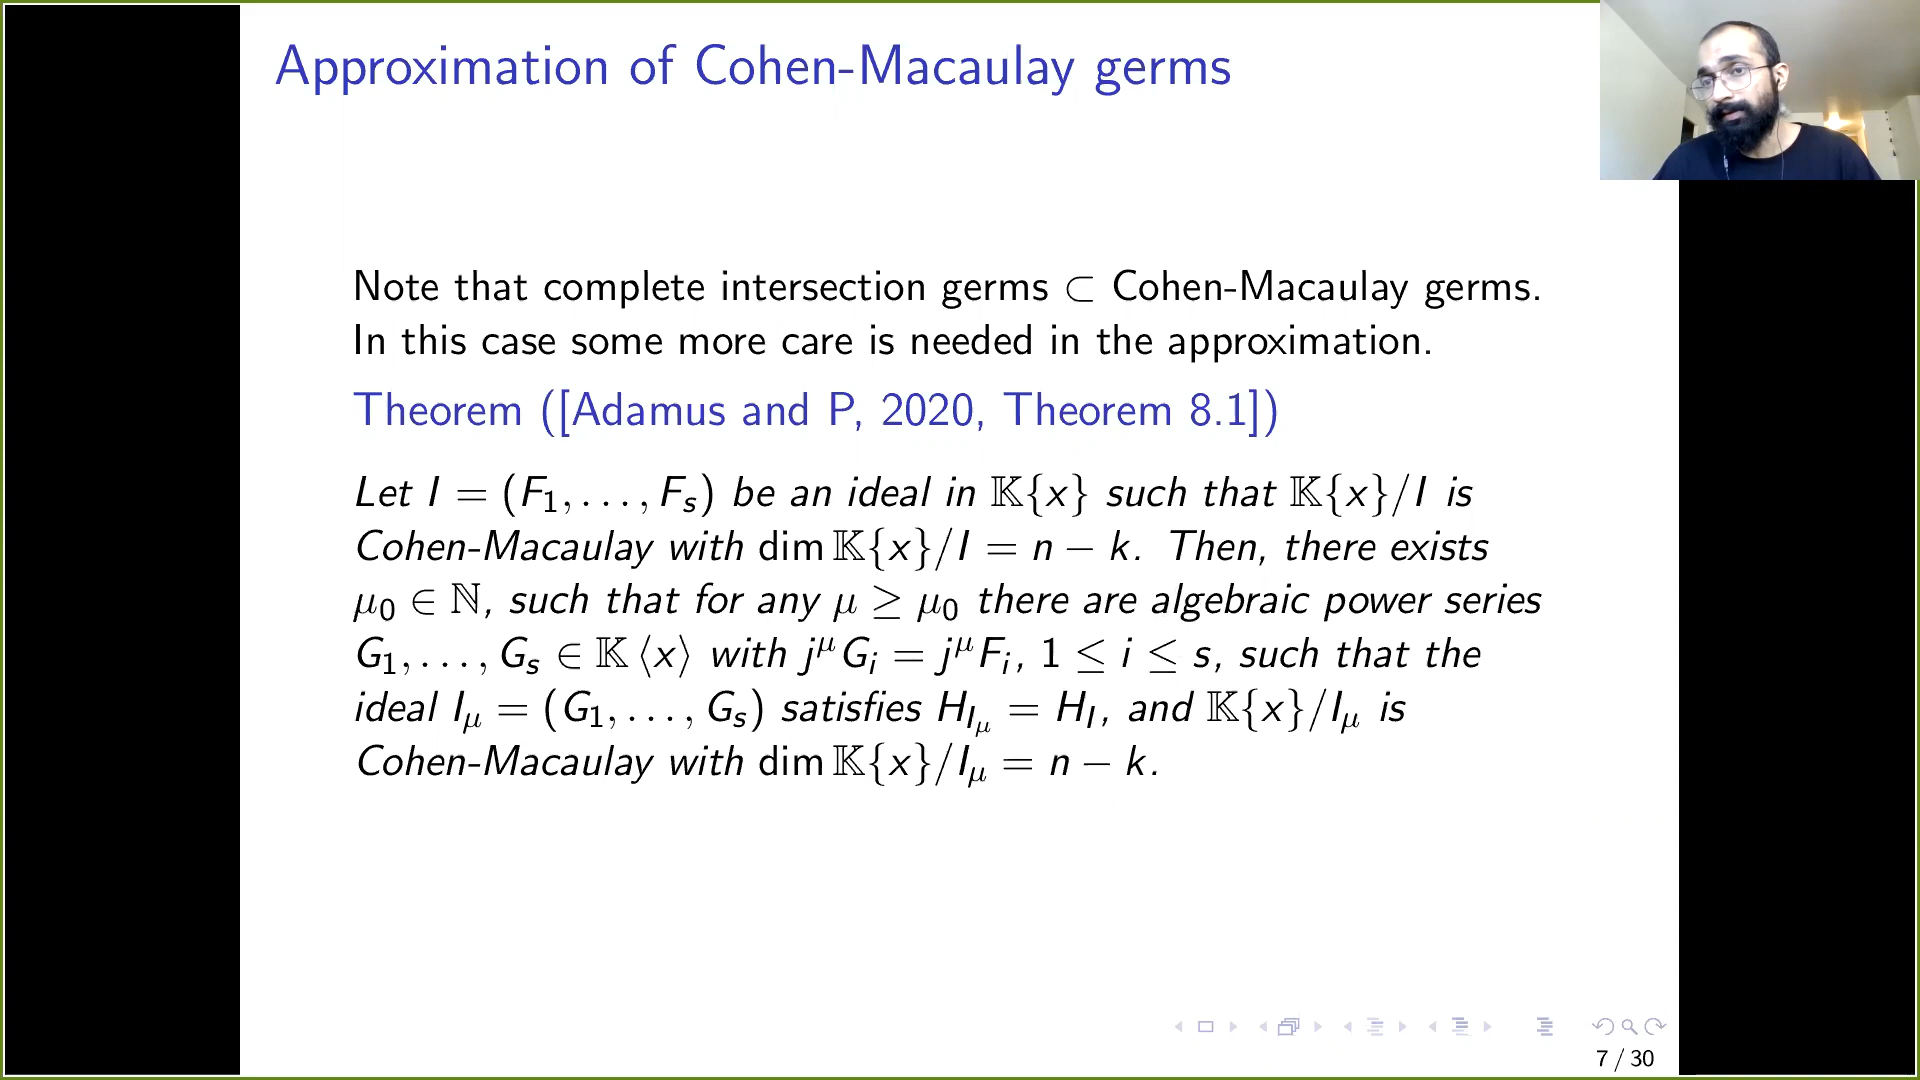 Approximation of Cohen-Macaulay germs
Note that complete intersection germs ⊂ Cohen-Macaulay germs.
In this case some more care is needed in the approximation.
Theorem ([Adamus and P, 2020, Theorem 8.1])
Let I = (F₁, . . . , Fₛ) be an ideal in 𝕂{x} such that 𝕂{x}/I is
Cohen-Macaulay with dim 𝕂{x}/I = n − k. Then, there exists
μ₀ ∈ ℕ, such that for any μ ≥ μ₀ there are algebraic power series
G₁, . . . , Gₛ ∈ 𝕂 ⟨x⟩ with j^μ Gᵢ = j^μ Fᵢ, 1 ≤ i ≤ s, such that the
ideal I_μ = (G₁, . . . , Gₛ) satisfies H_{I_μ} = H_I, and 𝕂{x}/I_μ is
Cohen-Macaulay with dim 𝕂{x}/I_μ = n − k.
7 / 30